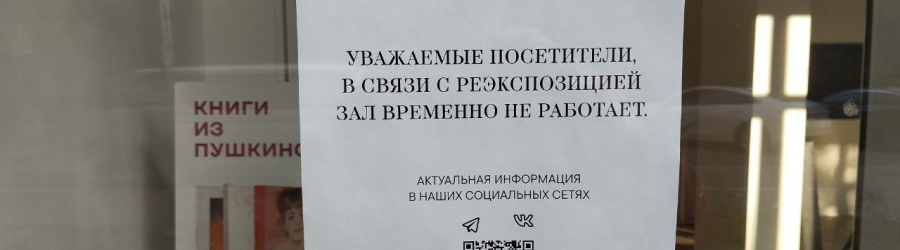 УВАЖАЕМЫЕ ПОСЕТИТЕЛИ,
В СВЯЗИ С РЕЭКСПОЗИЦИЕЙ
ЗАЛ ВРЕМЕННО НЕ РАБОТАЕТ.
АКТУАЛЬНАЯ ИНФОРМАЦИЯ
В НАШИХ СОЦИАЛЬНЫХ СЕТЯХ
КНИГИ
ИЗ